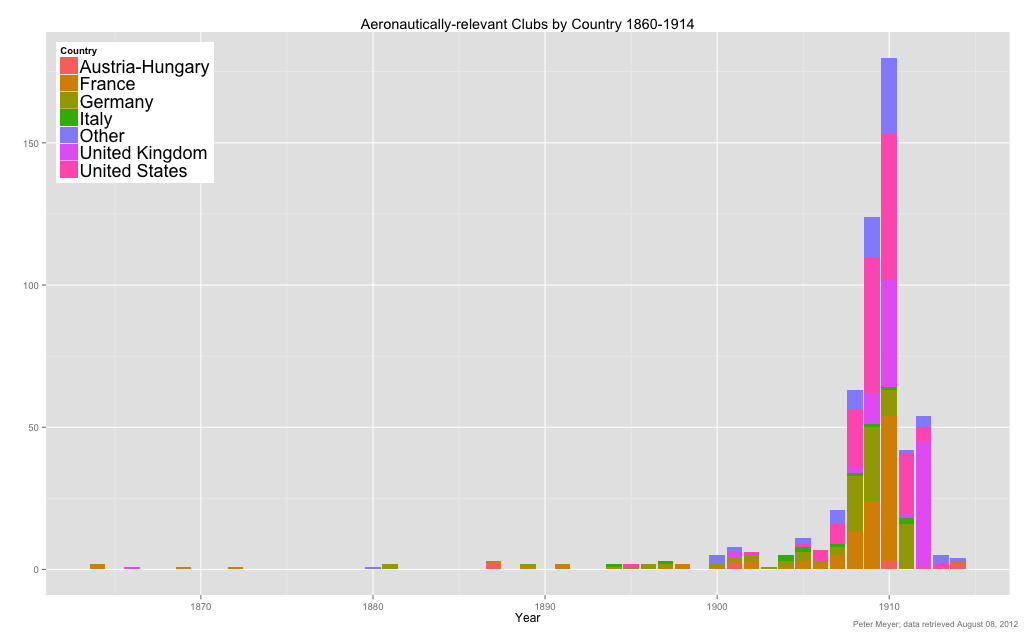 Aeronautically-relevant Clubs by Country 1860-1914
Country
Austria-Hungary
France
Germany
Italy
Other
United Kingdom
United States
150
100
50
0
1870 1880 1890 1900 1910
Year
Peter Meyer; data retrieved August 08, 2012